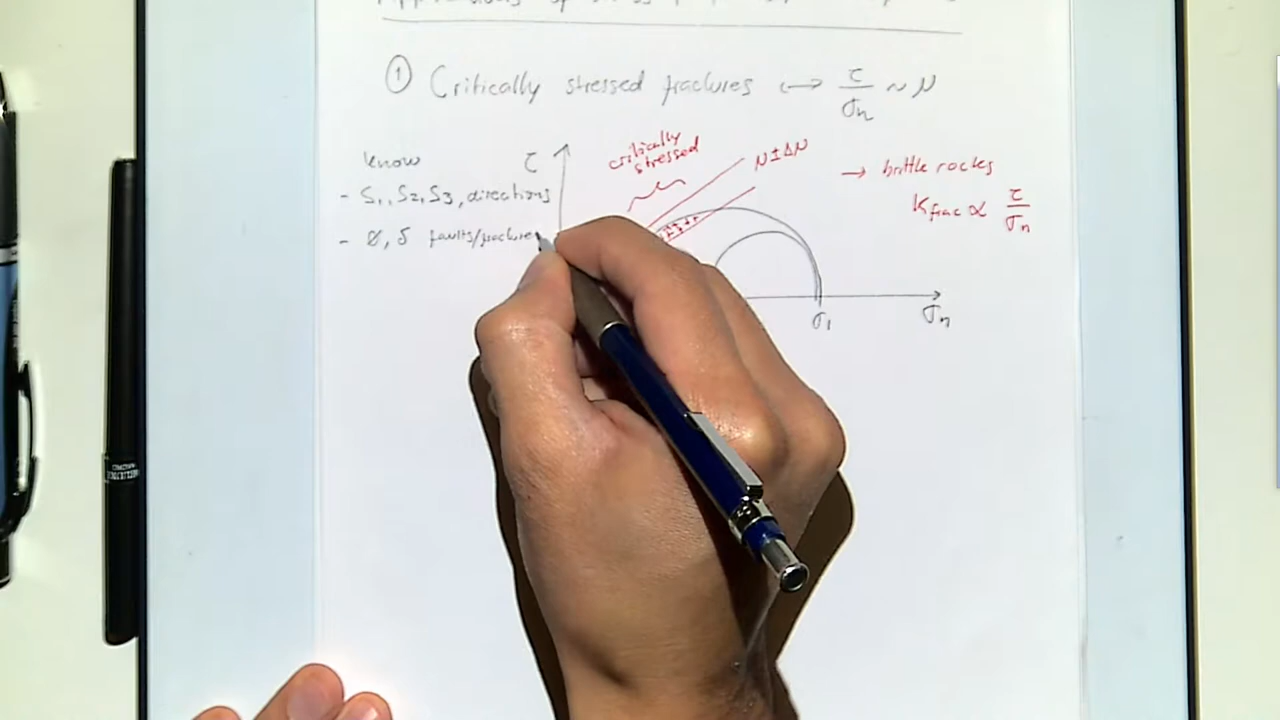 ① Critically stressed fractures ⟷ τ/σn ~ μ
know
- S1, S2, S3, directions
- ø, δ faults/fractures
τ
critically
stressed
μ±Δμ
→ brittle rocks
Kfrac ∝ τ/σn
σ1
σn